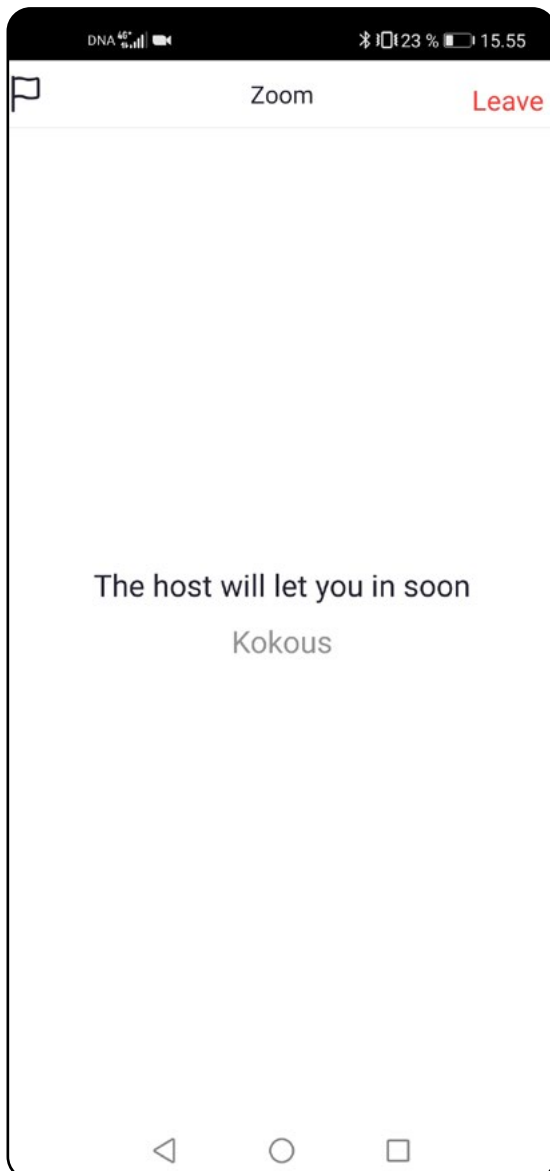 DNA 4G+ 23 % 15.55
Zoom
Leave
The host will let you in soon
Kokous